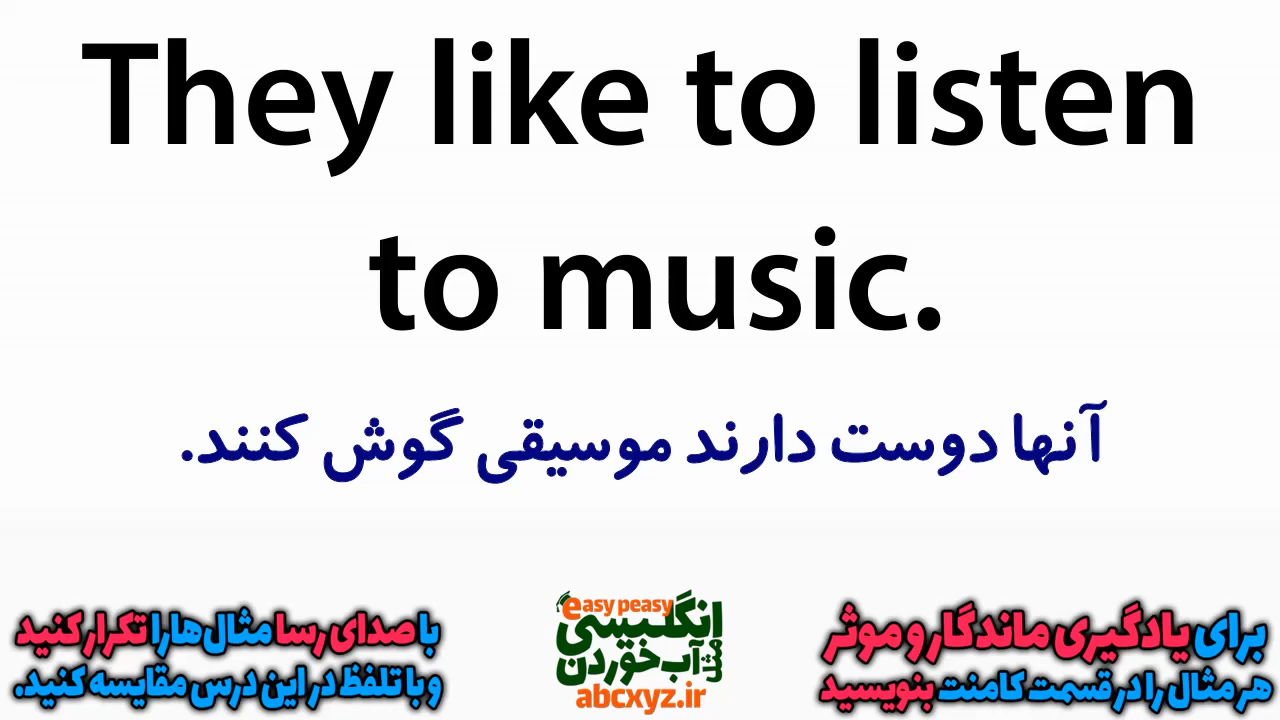 They like to listen
to music.
آنها دوست دارند موسیقی گوش کنند.
برای یادگیری ماندگار و موثر
هر مثال را در قسمت کامنت بنویسید
easy peasy
انگلیسی
مثل آب خوردن
abcxyz.ir
با صدای رسا مثال‌ها را تکرار کنید
و با تلفظ در این درس مقایسه کنید.